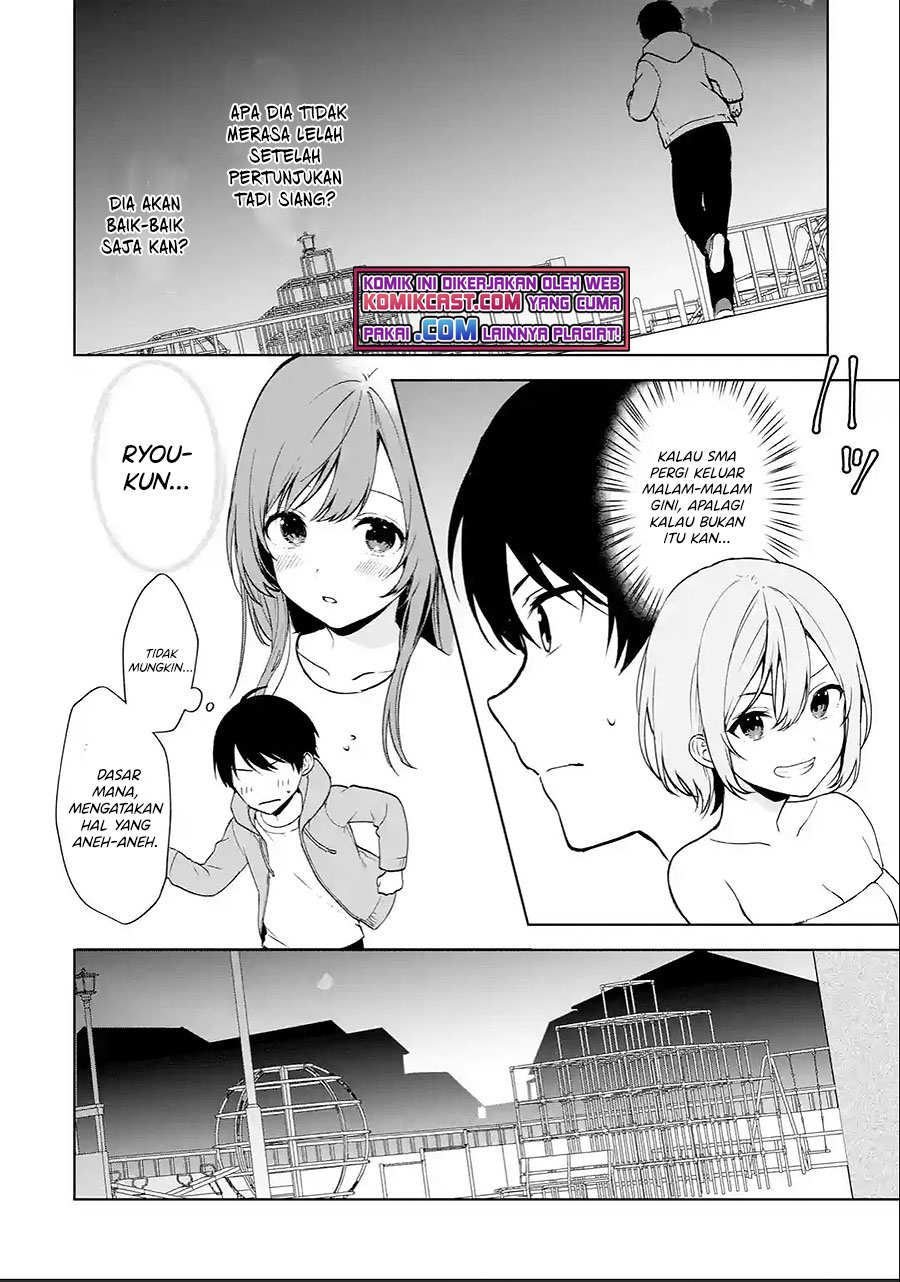 APA DIA TIDAK
MERASA LELAH
SETELAH
PERTUNJUKAN
TADI SIANG?
DIA AKAN
BAIK-BAIK
SAJA KAN?
KOMIK INI DIKERJAKAN OLEH WEB
KOMIKCAST.COM YANG CUMA
PAKAI .COM LAINNYA PLAGIAT!
KALAU SMA
PERGI KELUAR
MALAM-MALAM
GINI, APALAGI
KALAU BUKAN
ITU KAN...
RYOU-
KUN...
TIDAK
MUNGKIN...
DASAR
MANA,
MENGATAKAN
HAL YANG
ANEH-ANEH.